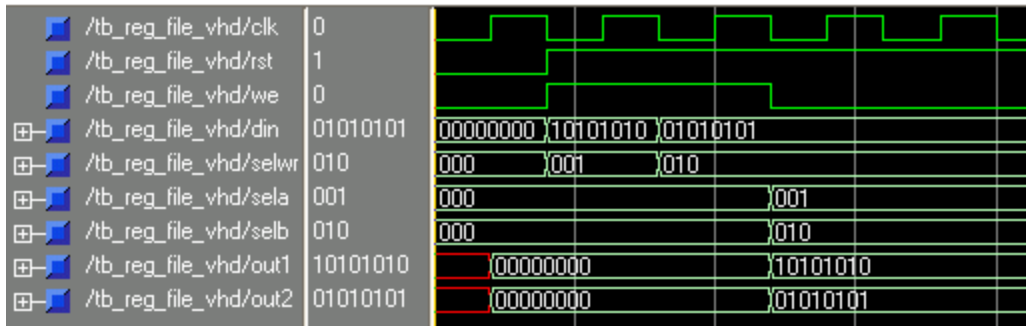 /tb_reg_file_vhd/clk 0
/tb_reg_file_vhd/rst 1
/tb_reg_file_vhd/we 0
/tb_reg_file_vhd/din 01010101 00000000 10101010 01010101
/tb_reg_file_vhd/selwr 010 000 001 010
/tb_reg_file_vhd/sela 001 000 001
/tb_reg_file_vhd/selb 010 000 010
/tb_reg_file_vhd/out1 10101010 00000000 10101010
/tb_reg_file_vhd/out2 01010101 00000000 01010101